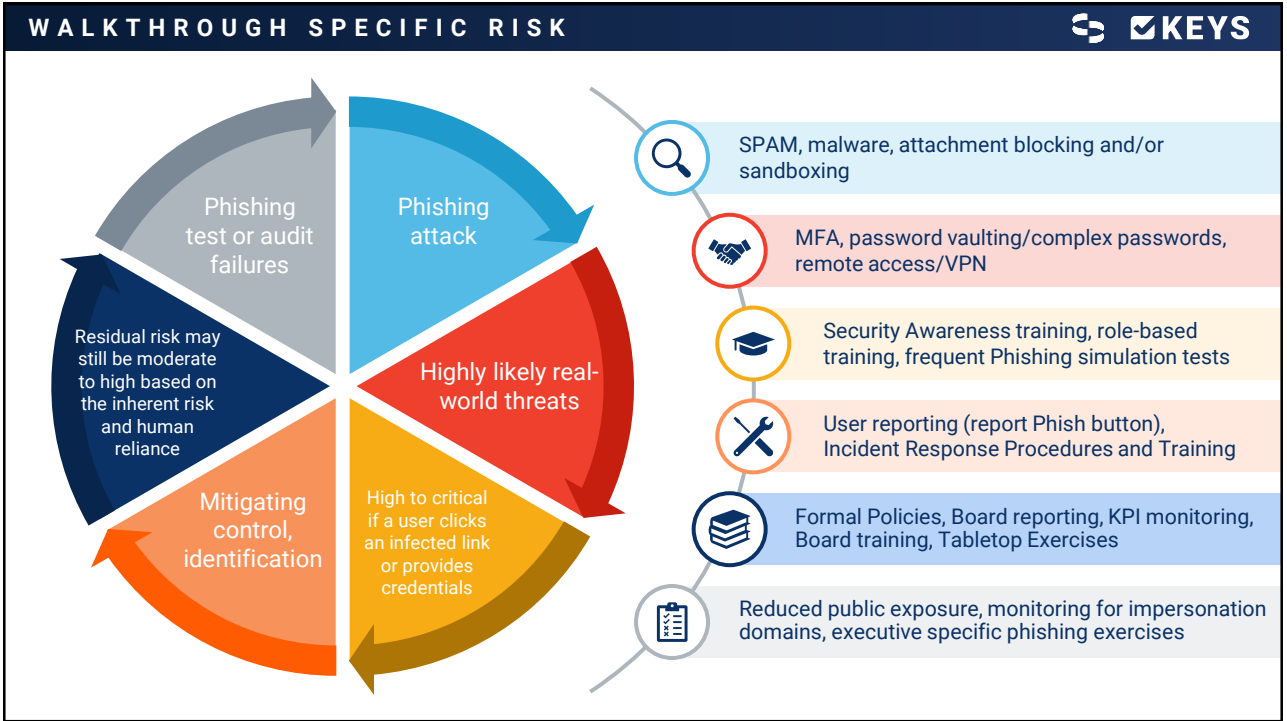 WALKTHROUGH SPECIFIC RISK
KEYS
Phishing
attack
Highly likely real-
world threats
High to critical
if a user clicks
an infected link
or provides
credentials
Mitigating
control,
identification
Residual risk may
still be moderate
to high based on
the inherent risk
and human
reliance
Phishing
test or audit
failures
SPAM, malware, attachment blocking and/or
sandboxing
MFA, password vaulting/complex passwords,
remote access/VPN
Security Awareness training, role-based
training, frequent Phishing simulation tests
User reporting (report Phish button),
Incident Response Procedures and Training
Formal Policies, Board reporting, KPI monitoring,
Board training, Tabletop Exercises
Reduced public exposure, monitoring for impersonation
domains, executive specific phishing exercises